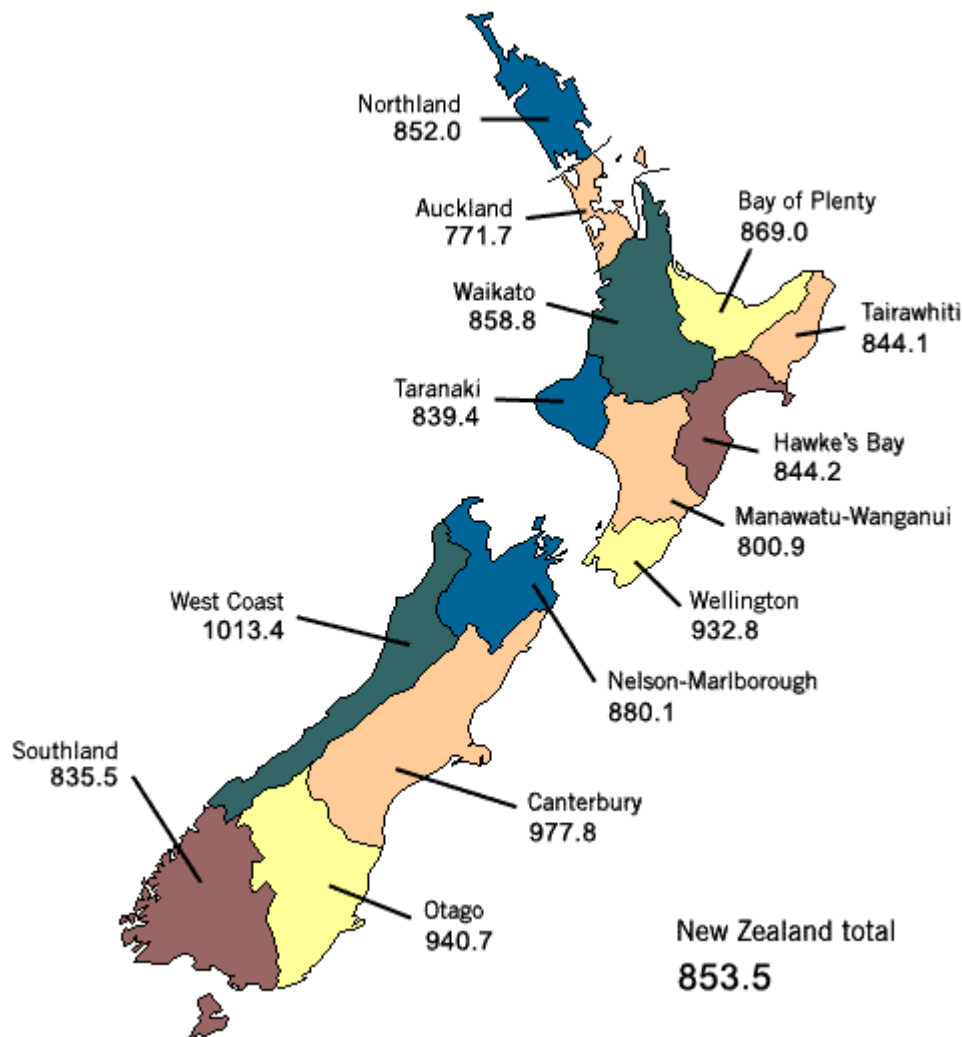 Northland
852.0
Auckland
771.7
Bay of Plenty
869.0
Waikato
858.8
Tairawhiti
844.1
Taranaki
839.4
Hawke's Bay
844.2
Manawatu-Wanganui
800.9
West Coast
1013.4
Wellington
932.8
Nelson-Marlborough
880.1
Southland
835.5
Canterbury
977.8
Otago
940.7
New Zealand total
853.5